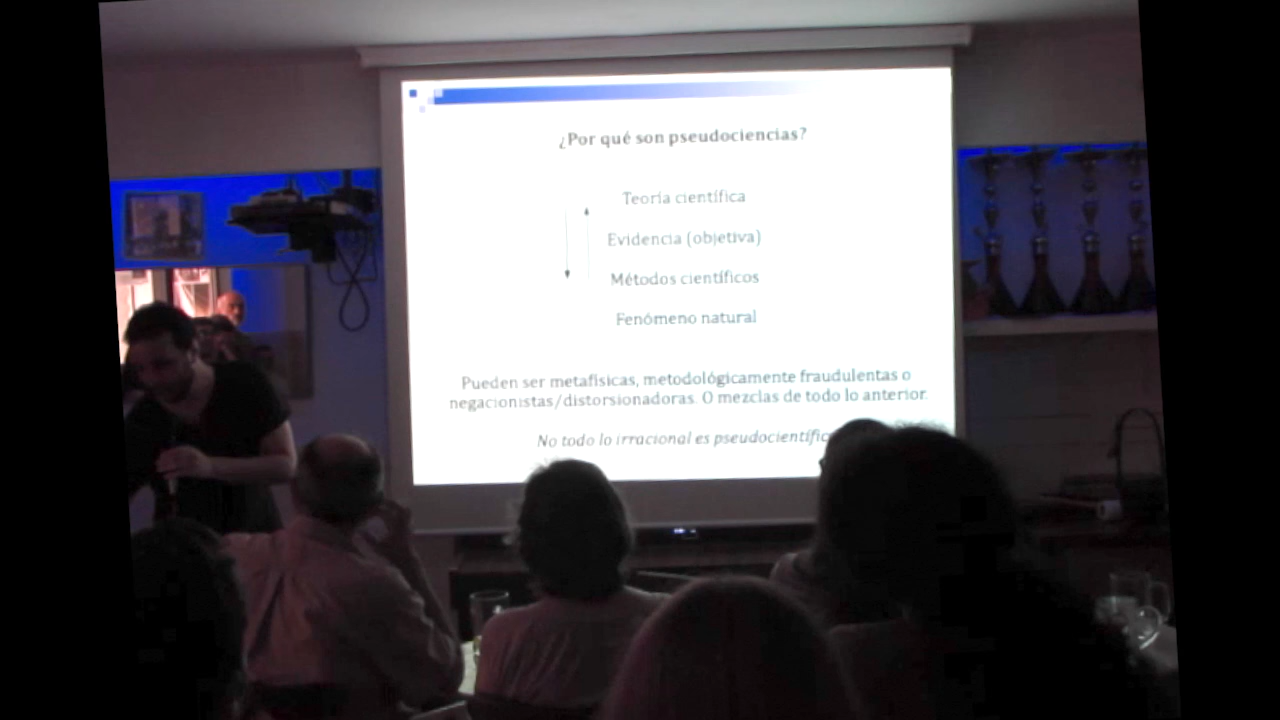 ¿Por qué son pseudociencias?
Teoría científica
Evidencia (objetiva)
Métodos científicos
Fenómeno natural
Pueden ser metafísicas, metodológicamente fraudulentas o
negacionistas/distorsionadoras. O mezclas de todo lo anterior.
No todo lo irracional es pseudocientífic